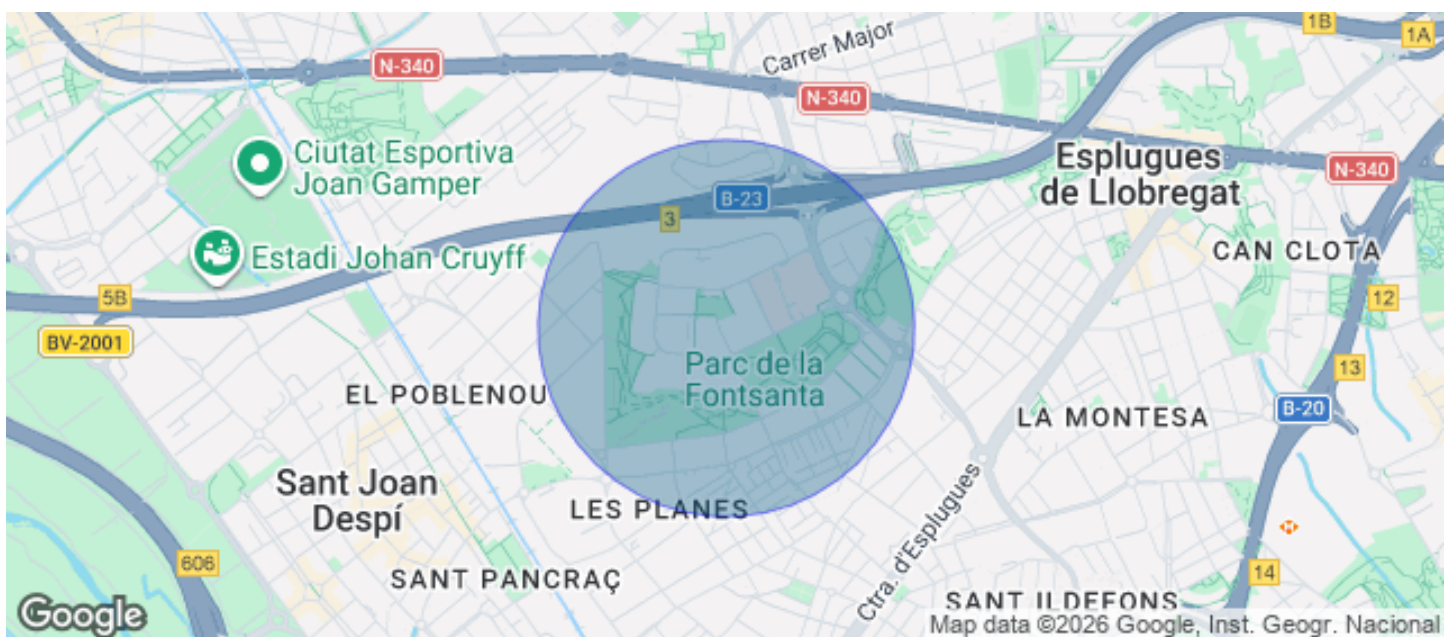 1B
1A
Carrer Major
N-340
N-340
Ciutat Esportiva
Joan Gamper
Esplugues
de Llobregat
N-340
B-23
3
Estadi Johan Cruyff
CAN CLOTA
5B
12
BV-2001
Parc de la
Fontsanta
13
EL POBLENOU
B-20
LA MONTESA
Sant Joan
Despí
LES PLANES
Ctra. d'Esplugues
606
SANT PANCRAÇ
14
SANT ILDEFONS
Google
Map data ©2026 Google, Inst. Geogr. Nacional